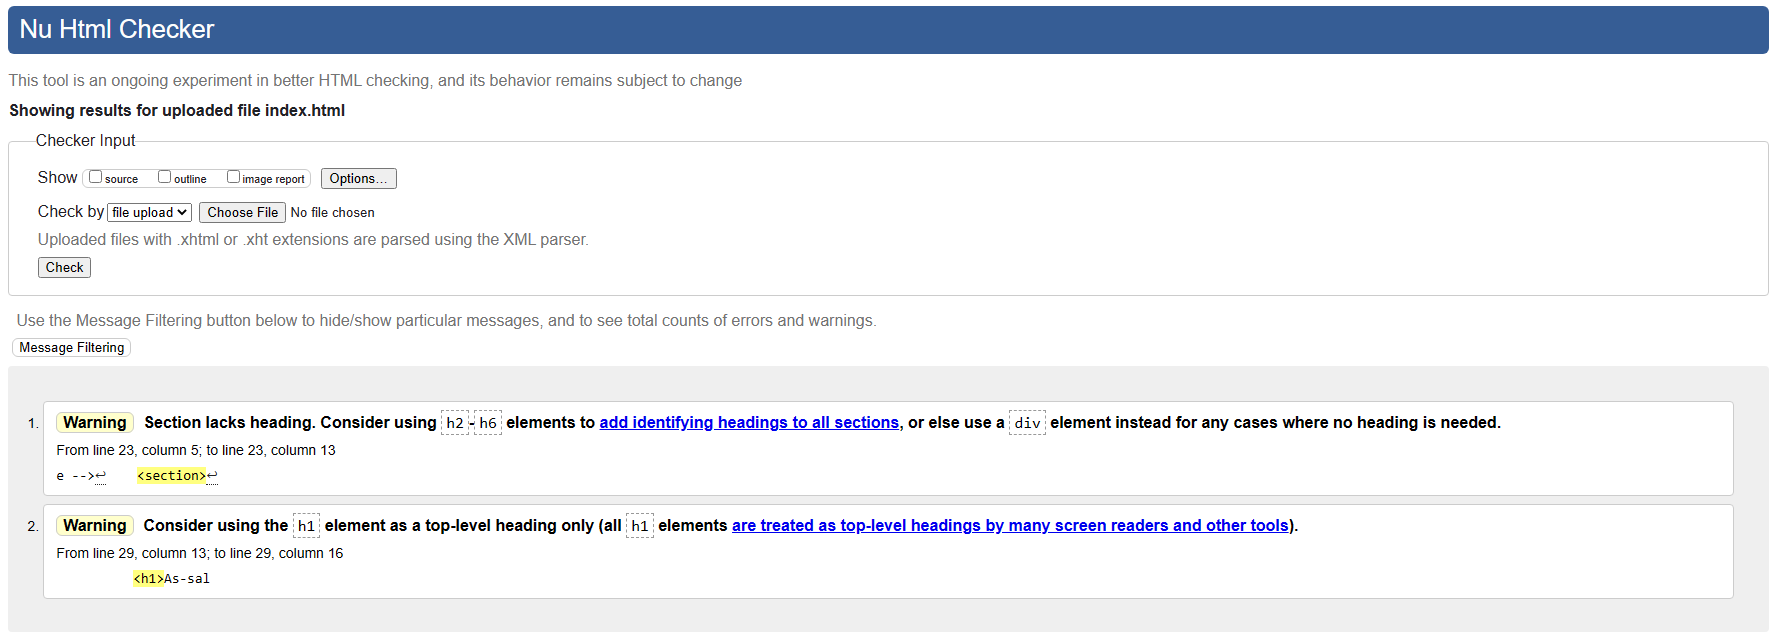 Nu Html Checker
This tool is an ongoing experiment in better HTML checking, and its behavior remains subject to change
Showing results for uploaded file index.html
Checker Input
Show source outline image report Options...
Check by file upload Choose File No file chosen
Uploaded files with .xhtml or .xht extensions are parsed using the XML parser.
Check
Use the Message Filtering button below to hide/show particular messages, and to see total counts of errors and warnings.
Message Filtering
1. Warning Section lacks heading. Consider using h2-h6 elements to add identifying headings to all sections, or else use a div element instead for any cases where no heading is needed.
From line 23, column 5; to line 23, column 13
e -->↩ <section>↩
2. Warning Consider using the h1 element as a top-level heading only (all h1 elements are treated as top-level headings by many screen readers and other tools).
From line 29, column 13; to line 29, column 16
<h1>As-sal